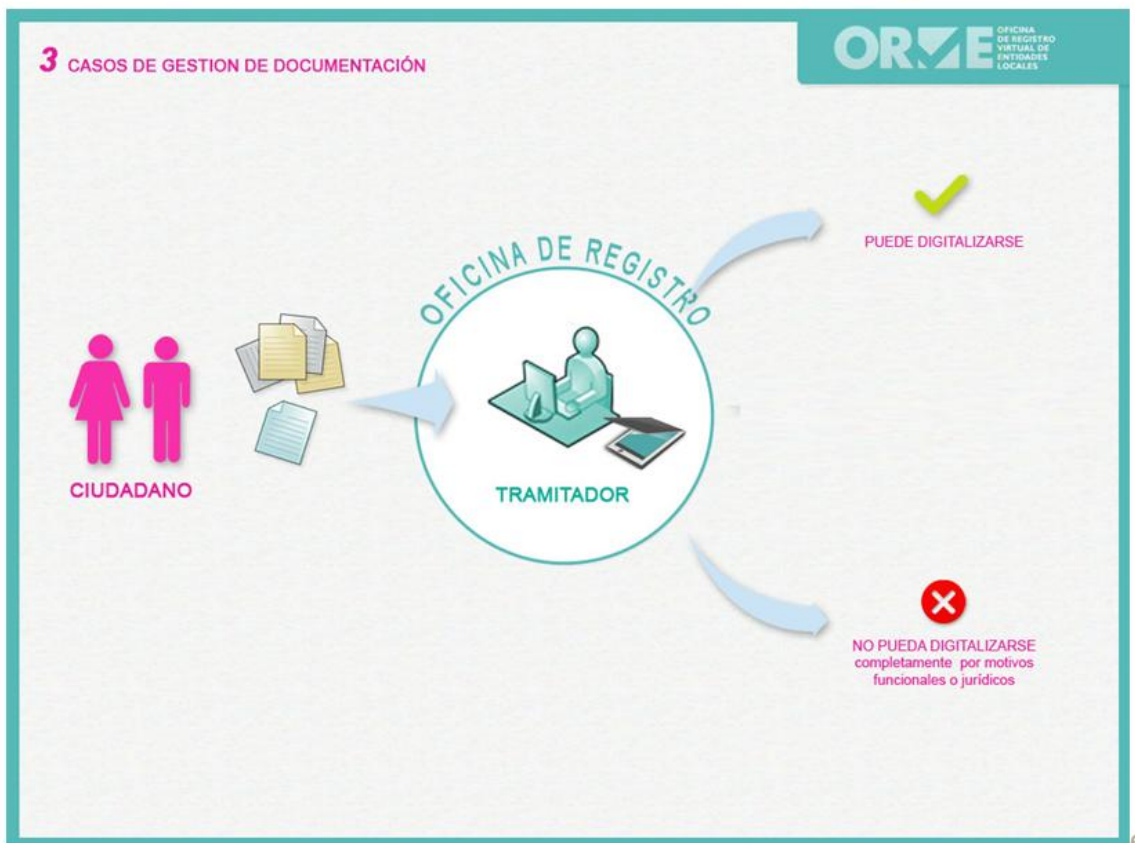 3 CASOS DE GESTION DE DOCUMENTACIÓN
ORVE
OFICINA
DE REGISTRO
VIRTUAL DE
ENTIDADES
LOCALES
PUEDE DIGITALIZARSE
OFICINA DE REGISTRO
CIUDADANO
TRAMITADOR
NO PUEDA DIGITALIZARSE
completamente por motivos
funcionales o jurídicos